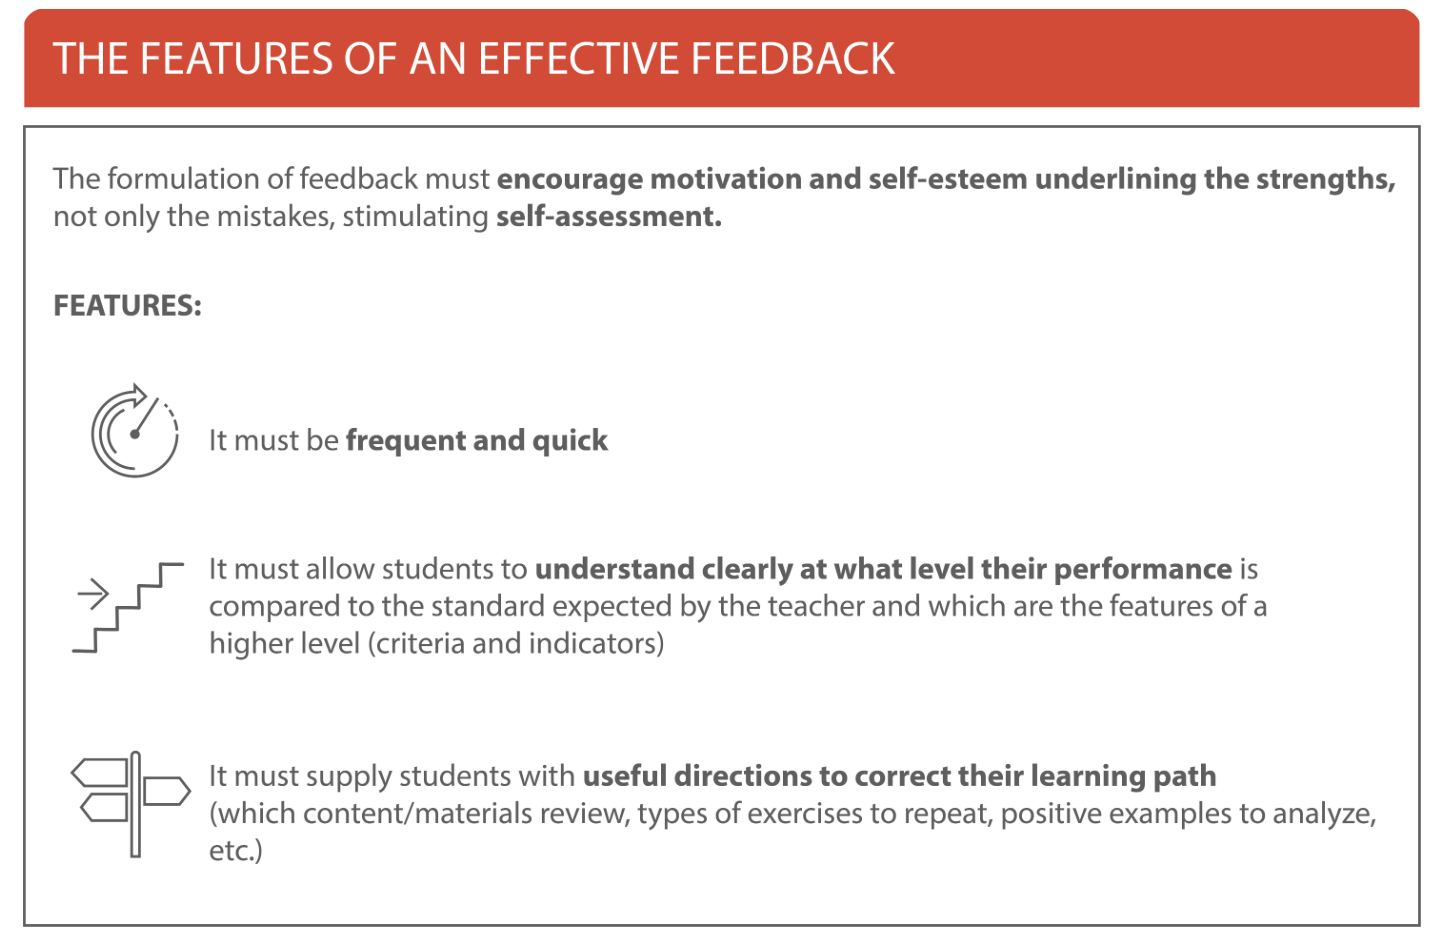 THE FEATURES OF AN EFFECTIVE FEEDBACK
The formulation of feedback must encourage motivation and self-esteem underlining the strengths,
not only the mistakes, stimulating self-assessment.
FEATURES:
It must be frequent and quick
It must allow students to understand clearly at what level their performance is
compared to the standard expected by the teacher and which are the features of a
higher level (criteria and indicators)
It must supply students with useful directions to correct their learning path
(which content/materials review, types of exercises to repeat, positive examples to analyze,
etc.)